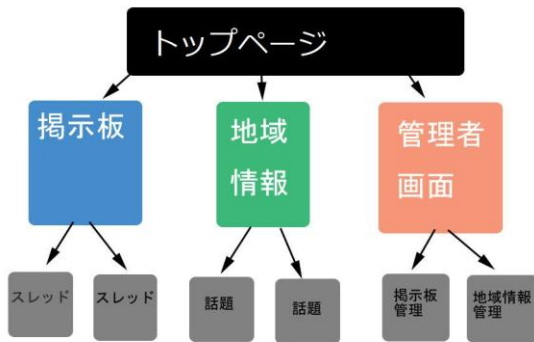 トップページ
掲示板
地域
情報
管理者
画面
スレッド
スレッド
話題
話題
掲示板
管理
地域情報
管理